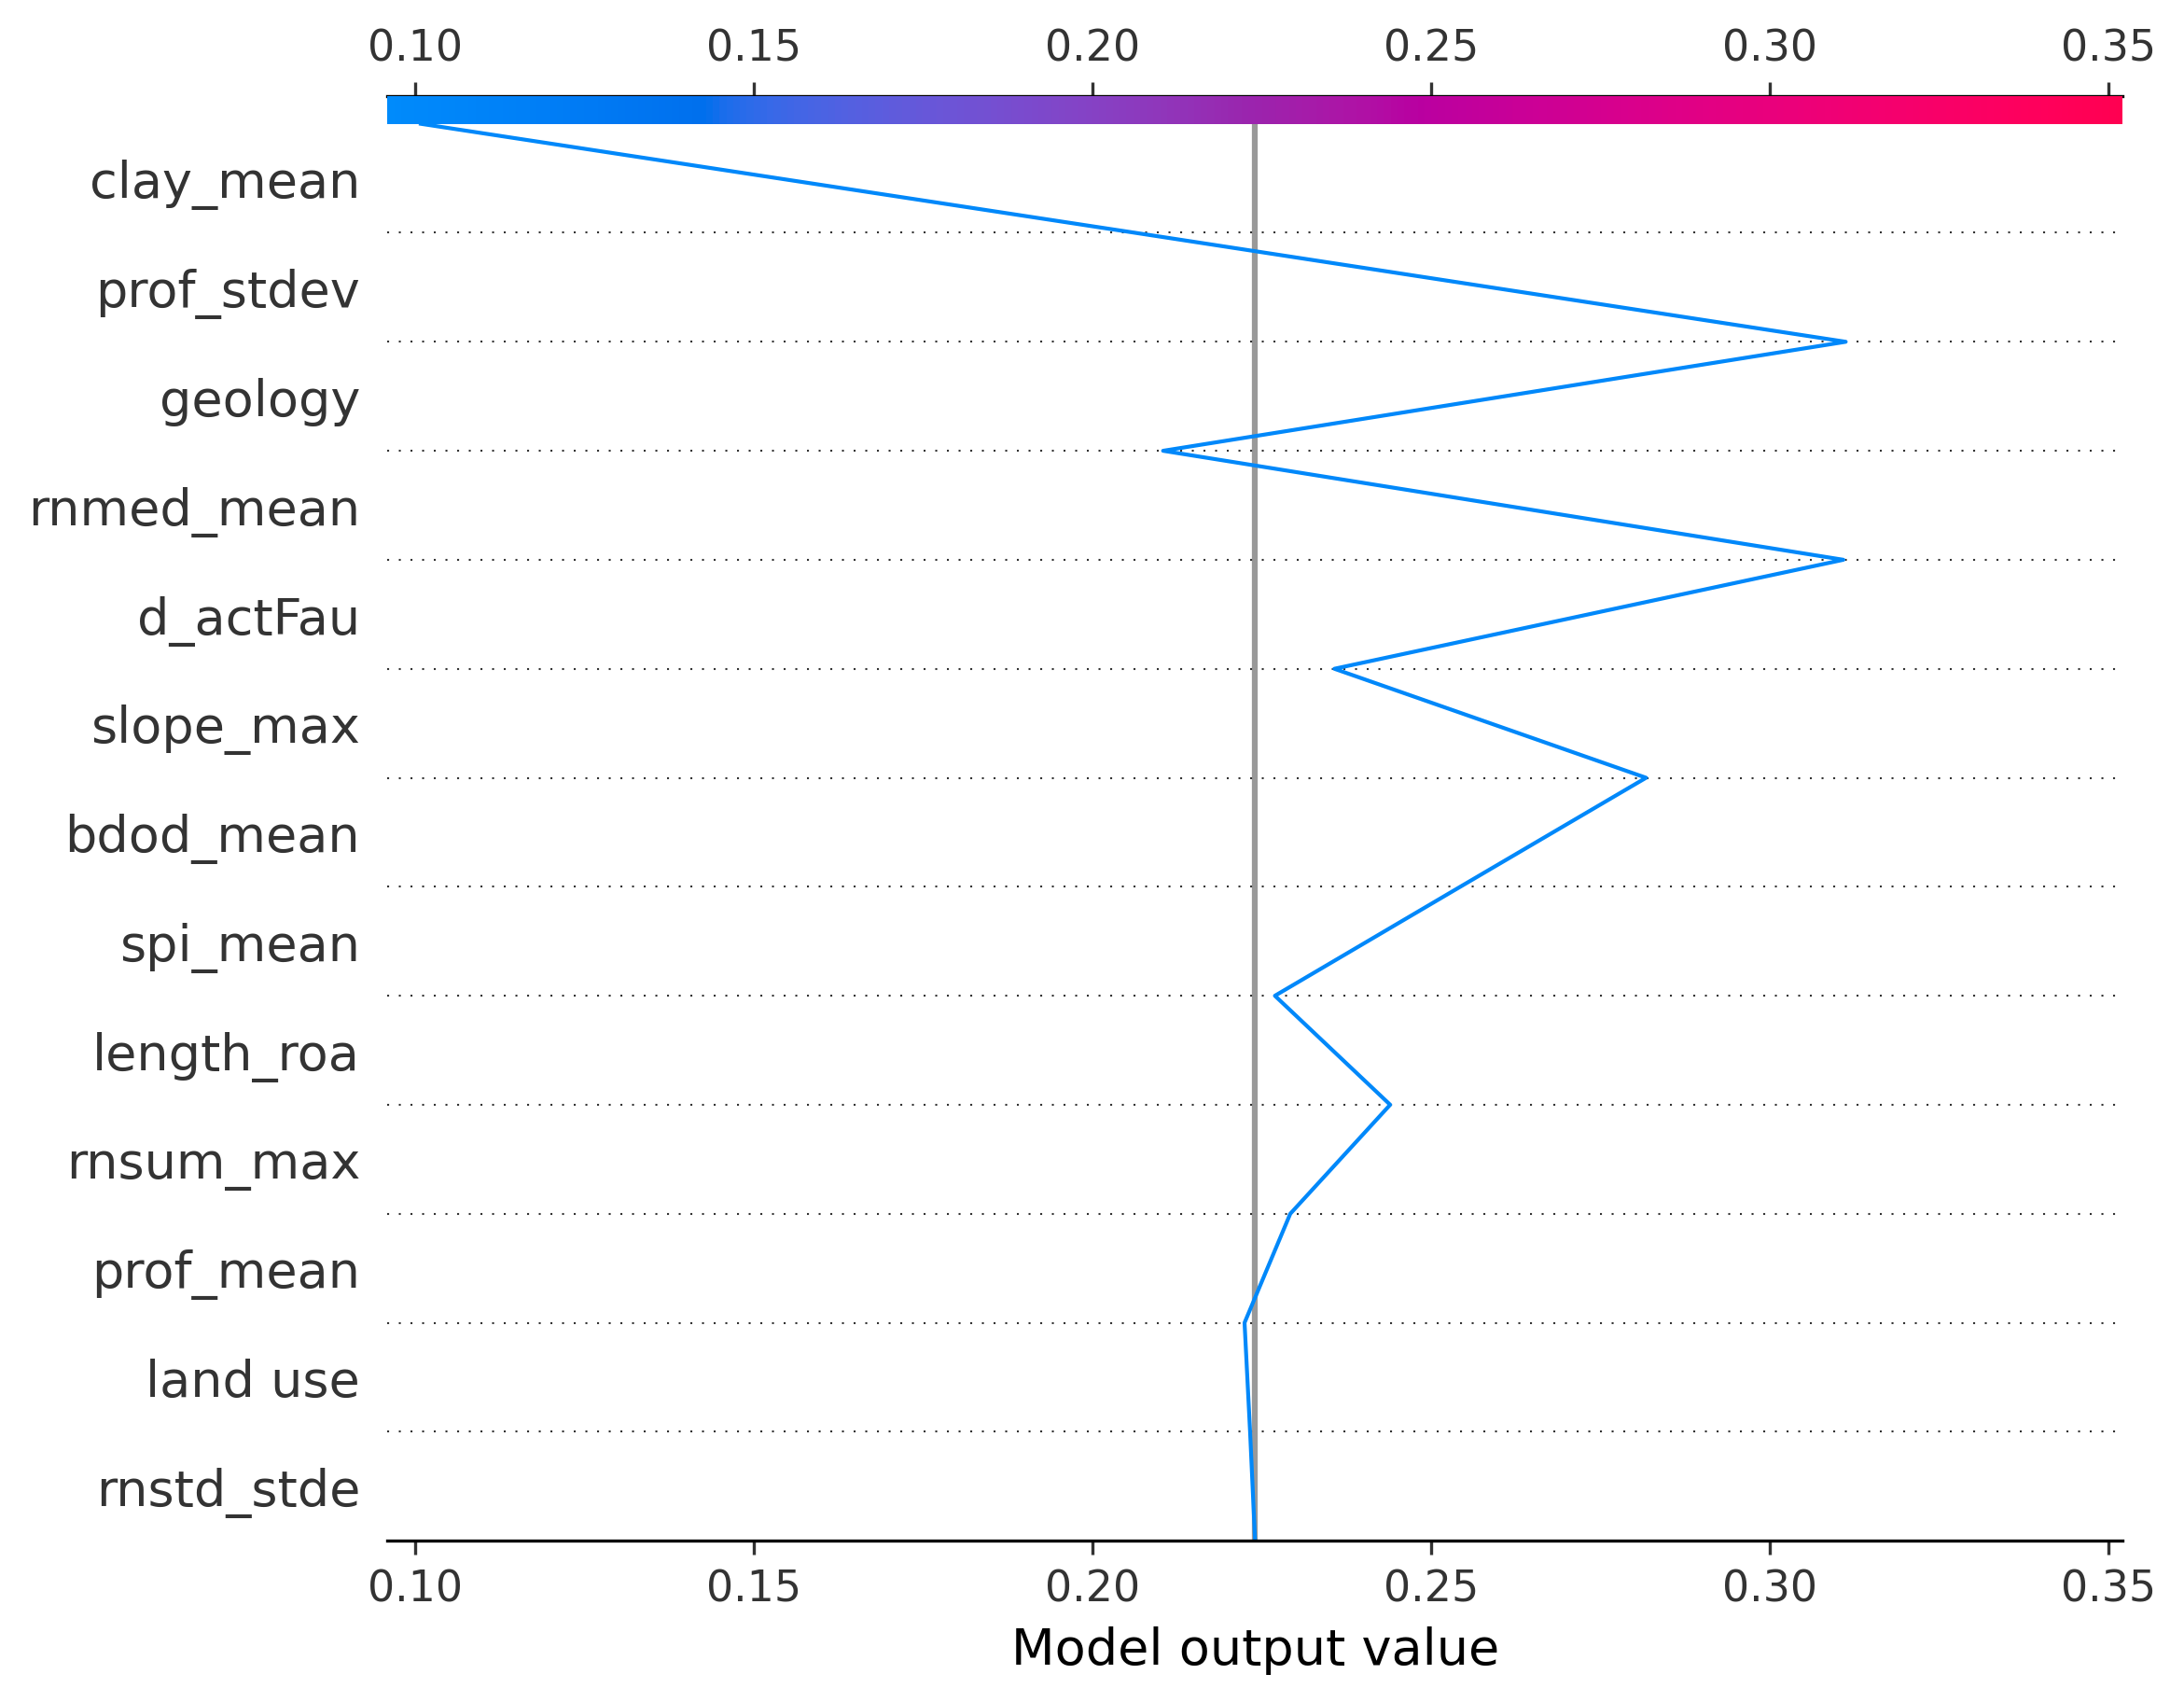 0.10 0.15 0.20 0.25 0.30 0.35
clay_mean
prof_stdev
geology
rnmed_mean
d_actFau
slope_max
bdod_mean
spi_mean
length_roa
rnsum_max
prof_mean
land use
rnstd_stde
0.10 0.15 0.20 0.25 0.30 0.35
Model output value